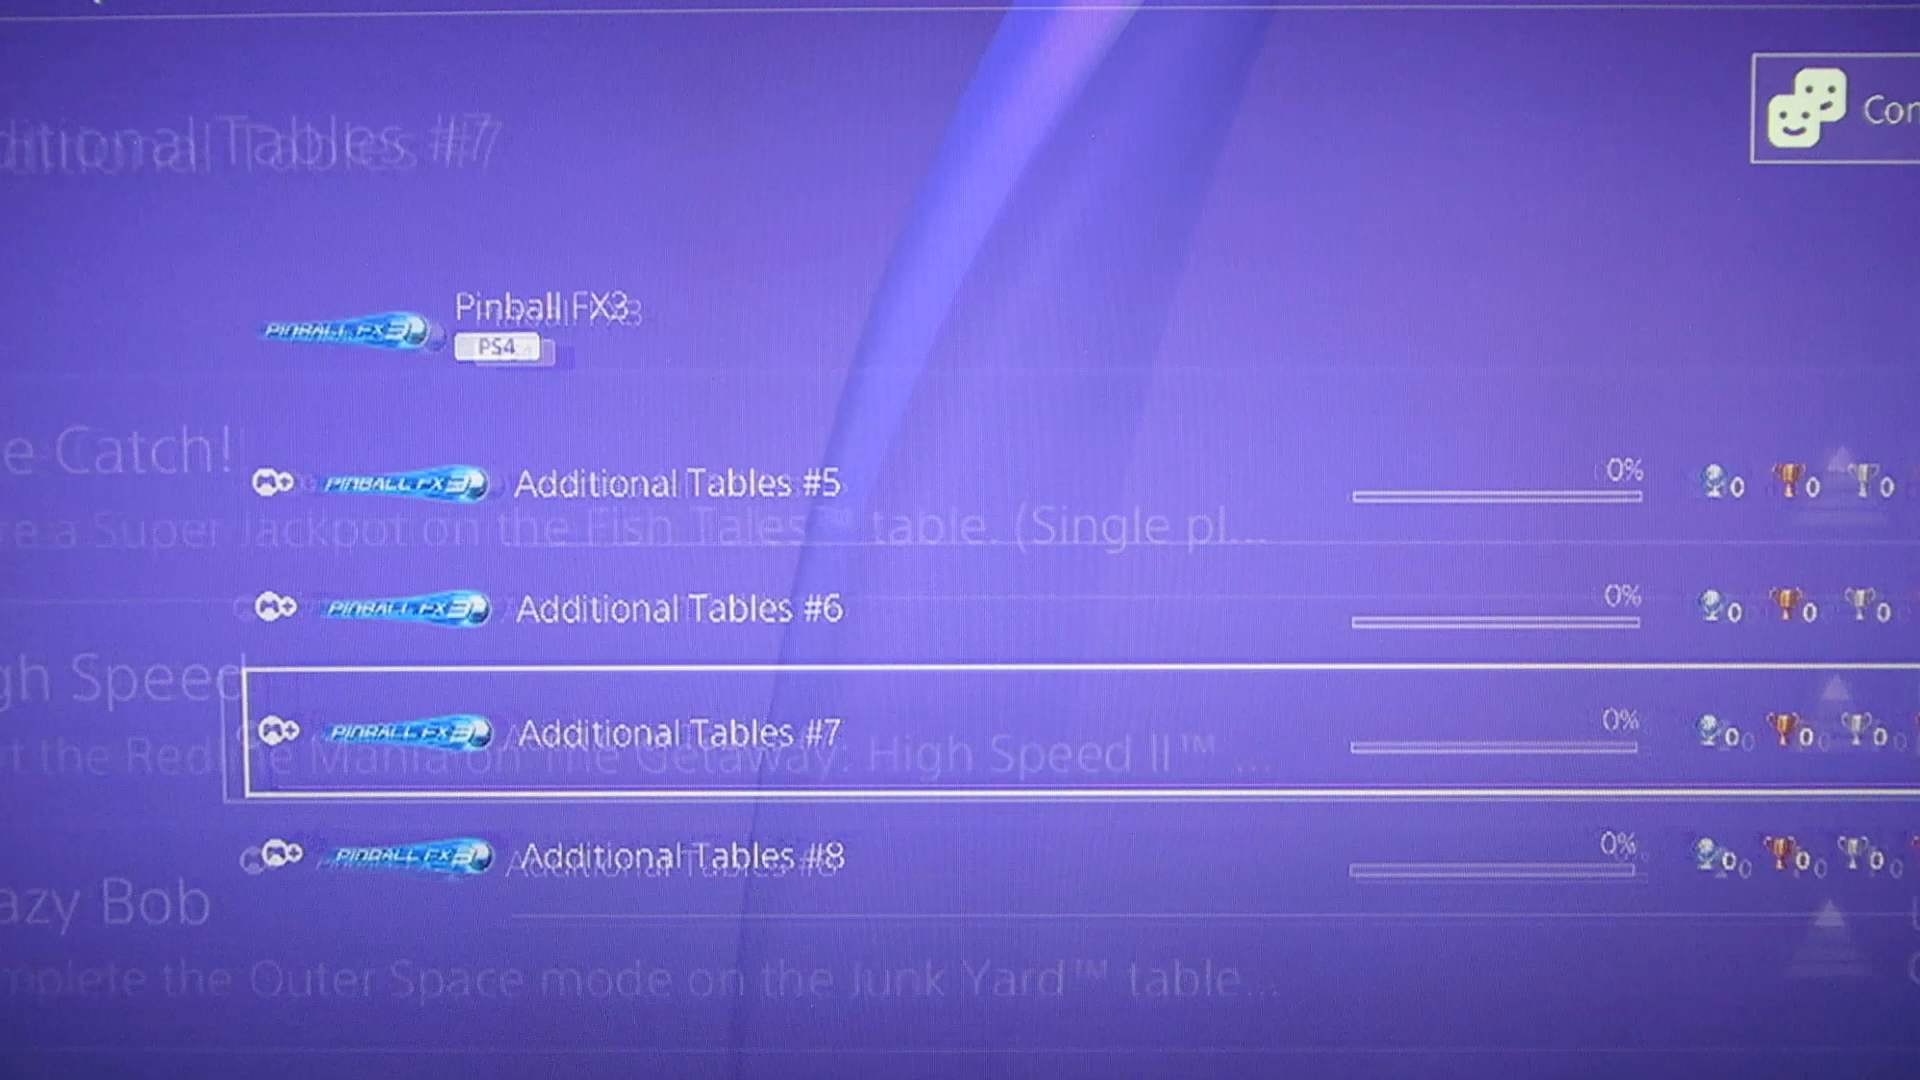 ditional Tables #7
Con
Pinball FX3
PINBALL FX3
PS4
e Catch!
PINBALL FX3 Additional Tables #5 0% 0 0 0
re a Super Jackpot on the Fish Tales™ table. (Single pl...
PINBALL FX3 Additional Tables #6 0% 0 0 0
gh Speed
PINBALL FX3 Additional Tables #7 0% 0 0 0
rt the Redline Mania on The Getaway: High Speed II™ ...
PINBALL FX3 Additional Tables #8 0% 0 0 0
azy Bob
mplete the Outer Space mode on the Junk Yard™ table...